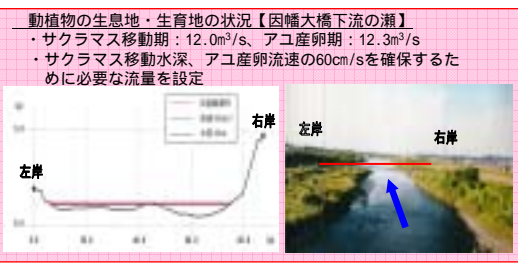 動植物の生息地・生育地の状況【因幡大橋下流の瀬】
・サクラマス移動期：12.0m³/s、アユ産卵期：12.3m³/s
・サクラマス移動水深、アユ産卵流速の60cm/sを確保するた
めに必要な流量を設定
左岸
右岸
左岸
右岸